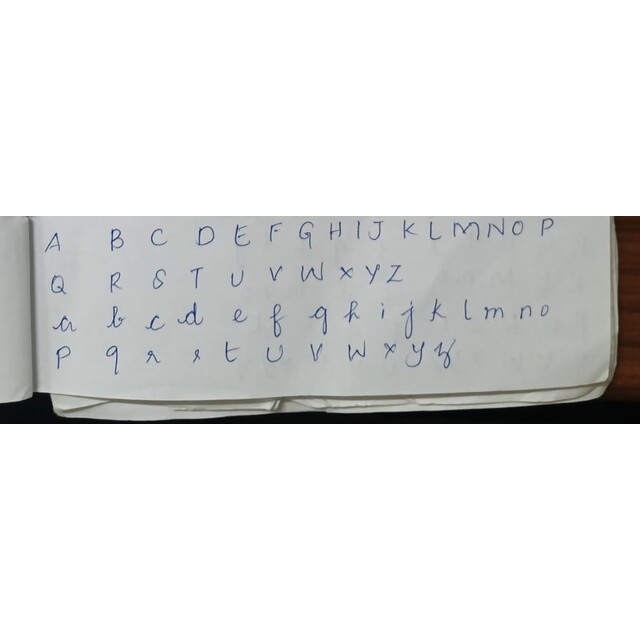 A B C D E F G H I J K L M N O P
Q R S T U V W X Y Z
a b c d e f g h i j k l m n o
p q r s t u v w x y z